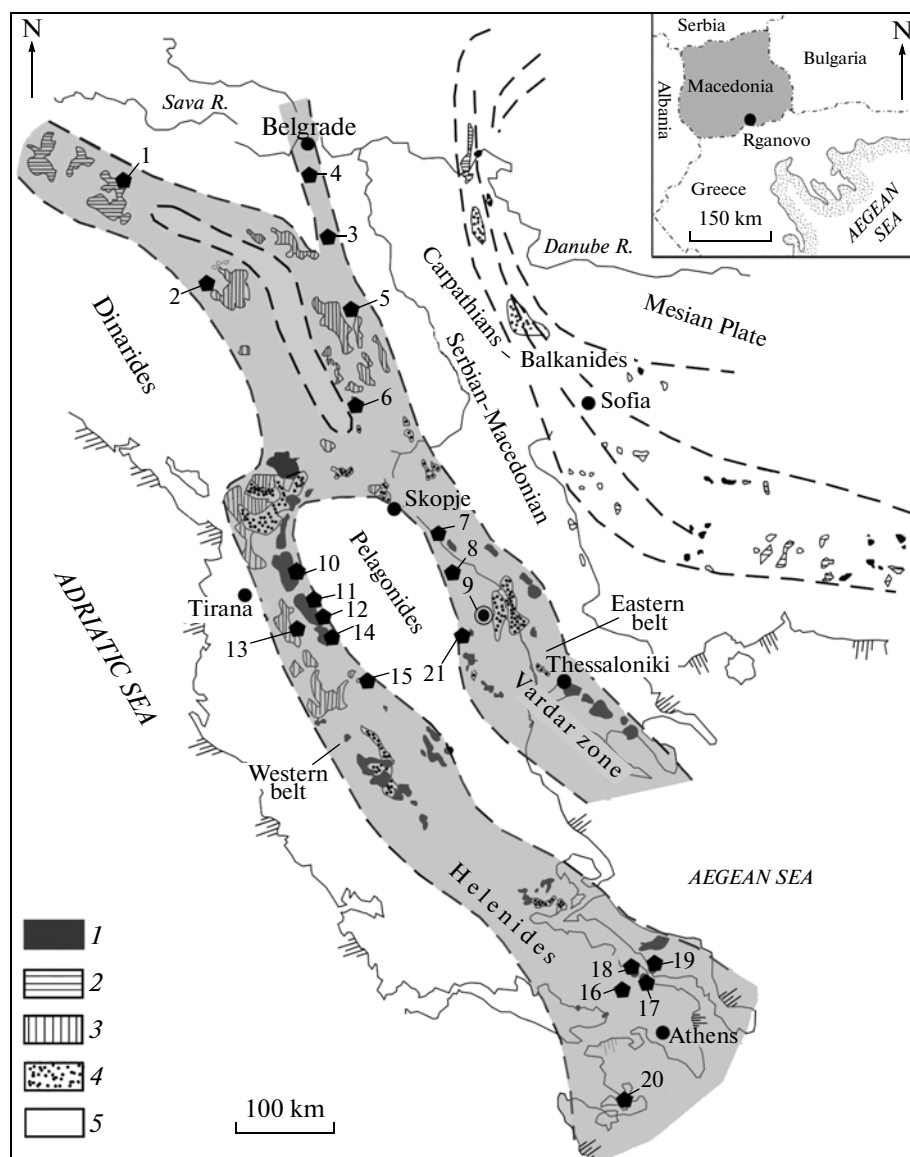 N
Sava R.
Belgrade
1
4
3
2
5
6
Dinarides
Carpathians–
Balkanides
Serbian–Macedonian
Danube R.
Mesian Plate
Sofia
Serbia
N
Bulgaria
Albania
Macedonia
Rganovo
Greece
150 km
AEGEAN
SEA
Skopje
7
8
9
Pelagonides
10
11
12
13
14
15
21
Tirana
ADRIATIC SEA
Eastern
belt
Thessaloniki
Vardar zone
Western
belt
Helenides
AEGEAN SEA
18
19
16
17
Athens
20
1
2
3
4
5
100 km